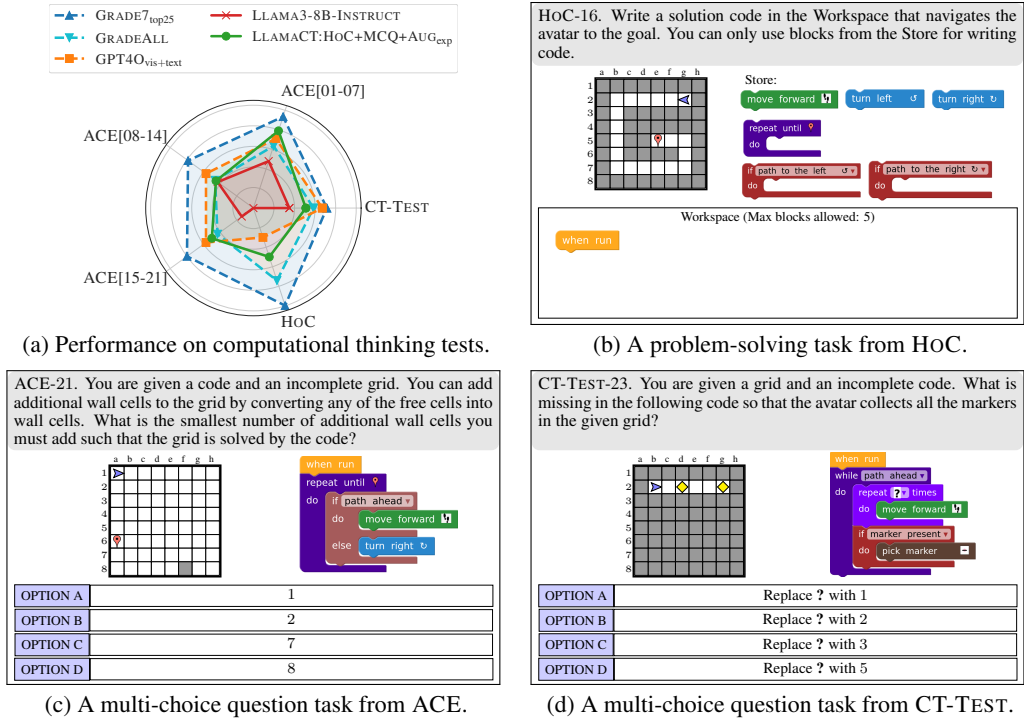 GRADE7top25
GRADEALL
GPT4Ovis+text
LLAMA3-8B-INSTRUCT
LLAMACT:HOC+MCQ+AUGexp
ACE[01-07]
ACE[08-14]
CT-TEST
ACE[15-21]
HOC
(a) Performance on computational thinking tests.
HOC-16. Write a solution code in the Workspace that navigates the
avatar to the goal. You can only use blocks from the Store for writing
code.
a b c d e f g h
1
2
3
4
5
6
7
8
Store:
move forward
turn left ↺
turn right ↻
repeat until
do
if path to the left ↺ ▾
do
if path to the right ↻ ▾
do
Workspace (Max blocks allowed: 5)
when run
(b) A problem-solving task from HOC.
ACE-21. You are given a code and an incomplete grid. You can add
additional wall cells to the grid by converting any of the free cells into
wall cells. What is the smallest number of additional wall cells you
must add such that the grid is solved by the code?
a b c d e f g h
1
2
3
4
5
6
7
8
when run
repeat until
do if path ahead ▾
do move forward
else turn right ↻
OPTION A 1
OPTION B 2
OPTION C 7
OPTION D 8
(c) A multi-choice question task from ACE.
CT-TEST-23. You are given a grid and an incomplete code. What is
missing in the following code so that the avatar collects all the markers
in the given grid?
a b c d e f g h
1
2
3
4
5
6
7
8
when run
while path ahead ▾
do repeat ? ▾ times
do move forward
if marker present ▾
do pick marker
OPTION A Replace ? with 1
OPTION B Replace ? with 2
OPTION C Replace ? with 3
OPTION D Replace ? with 5
(d) A multi-choice question task from CT-TEST.